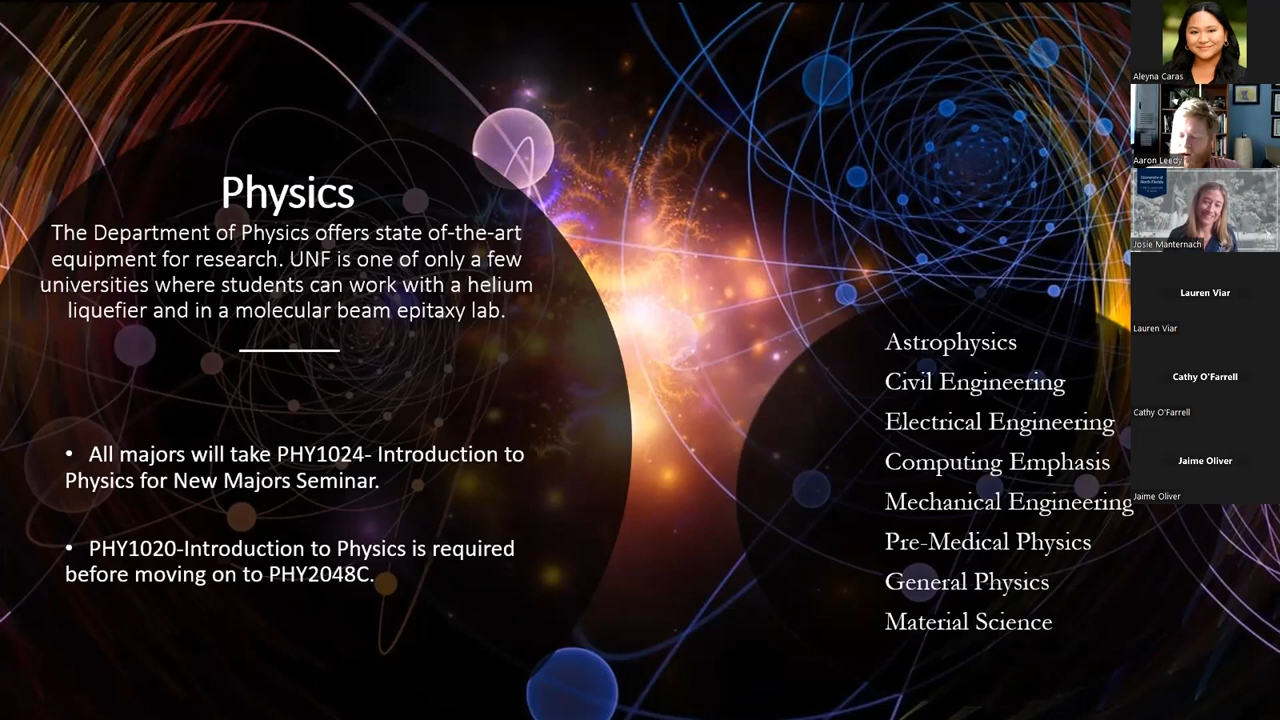 Physics
The Department of Physics offers state of-the-art
equipment for research. UNF is one of only a few
universities where students can work with a helium
liquefier and in a molecular beam epitaxy lab.
• All majors will take PHY1024- Introduction to
Physics for New Majors Seminar.
• PHY1020-Introduction to Physics is required
before moving on to PHY2048C.
Astrophysics
Civil Engineering
Electrical Engineering
Computing Emphasis
Mechanical Engineering
Pre-Medical Physics
General Physics
Material Science
Aleyna Caras
Aaron Leedy
University of
North Florida
Josie Manternach
Lauren Viar
Lauren Viar
Cathy O'Farrell
Cathy O'Farrell
Jaime Oliver
Jaime Oliver